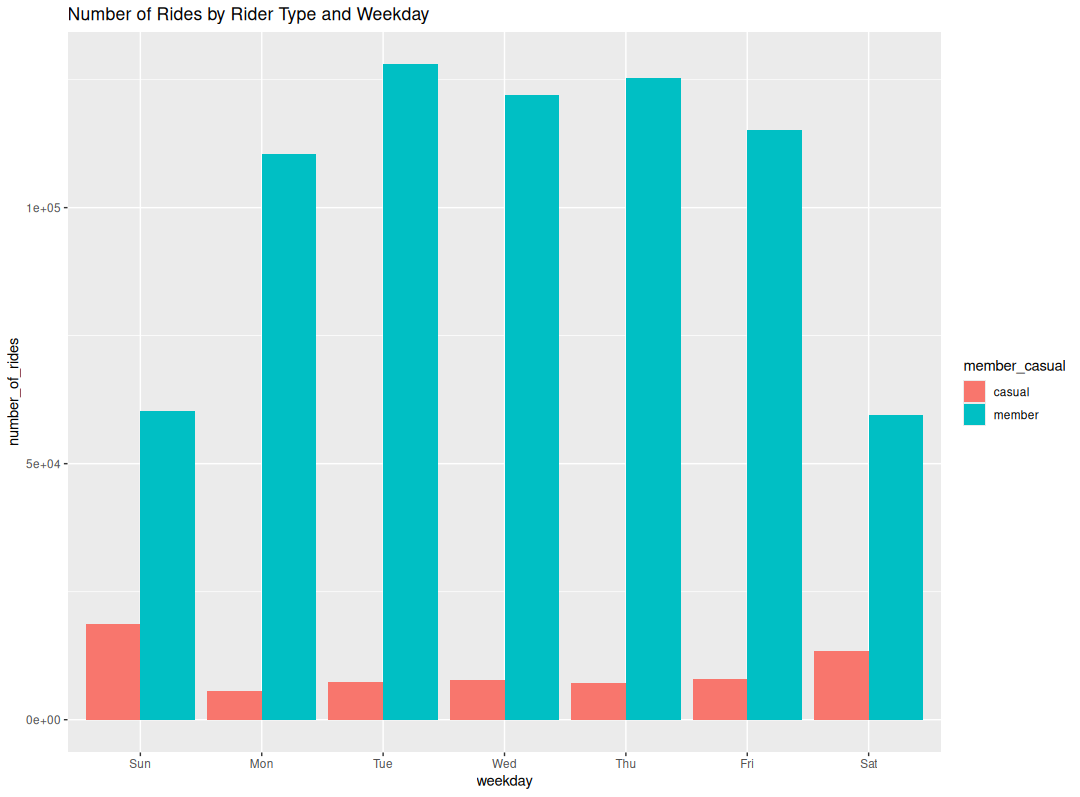 Number of Rides by Rider Type and Weekday
1e+05
5e+04
0e+00
number_of_rides
Sun Mon Tue Wed Thu Fri Sat
weekday
member_casual
casual
member